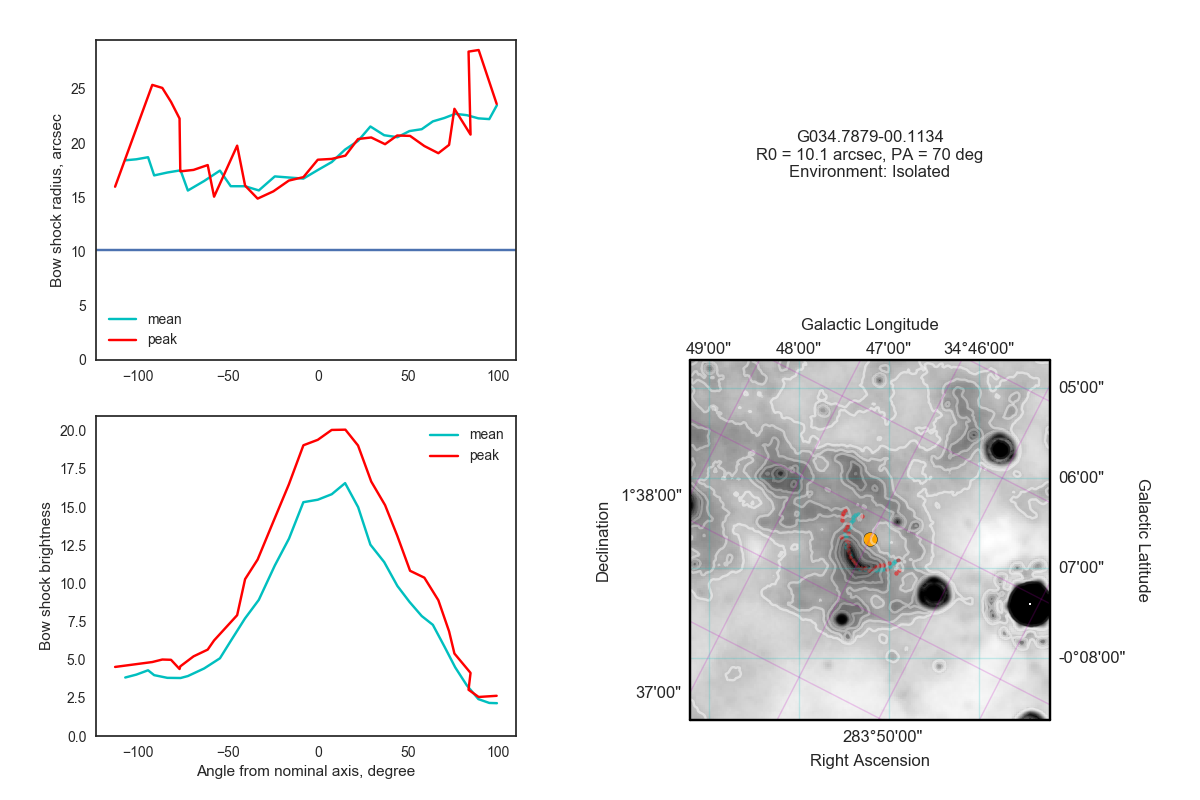 Bow shock radius, arcsec
25
20
15
10
5
0
mean
peak
−100
−50
0
50
100
G034.7879-00.1134
R0 = 10.1 arcsec, PA = 70 deg
Environment: Isolated
Bow shock brightness
20.0
17.5
15.0
12.5
10.0
7.5
5.0
2.5
0.0
mean
peak
−100
−50
0
50
100
Angle from nominal axis, degree
Galactic Longitude
49'00"
48'00"
47'00"
34°46'00"
05'00"
06'00"
07'00"
-0°08'00"
Galactic Latitude
Declination
1°38'00"
37'00"
283°50'00"
Right Ascension